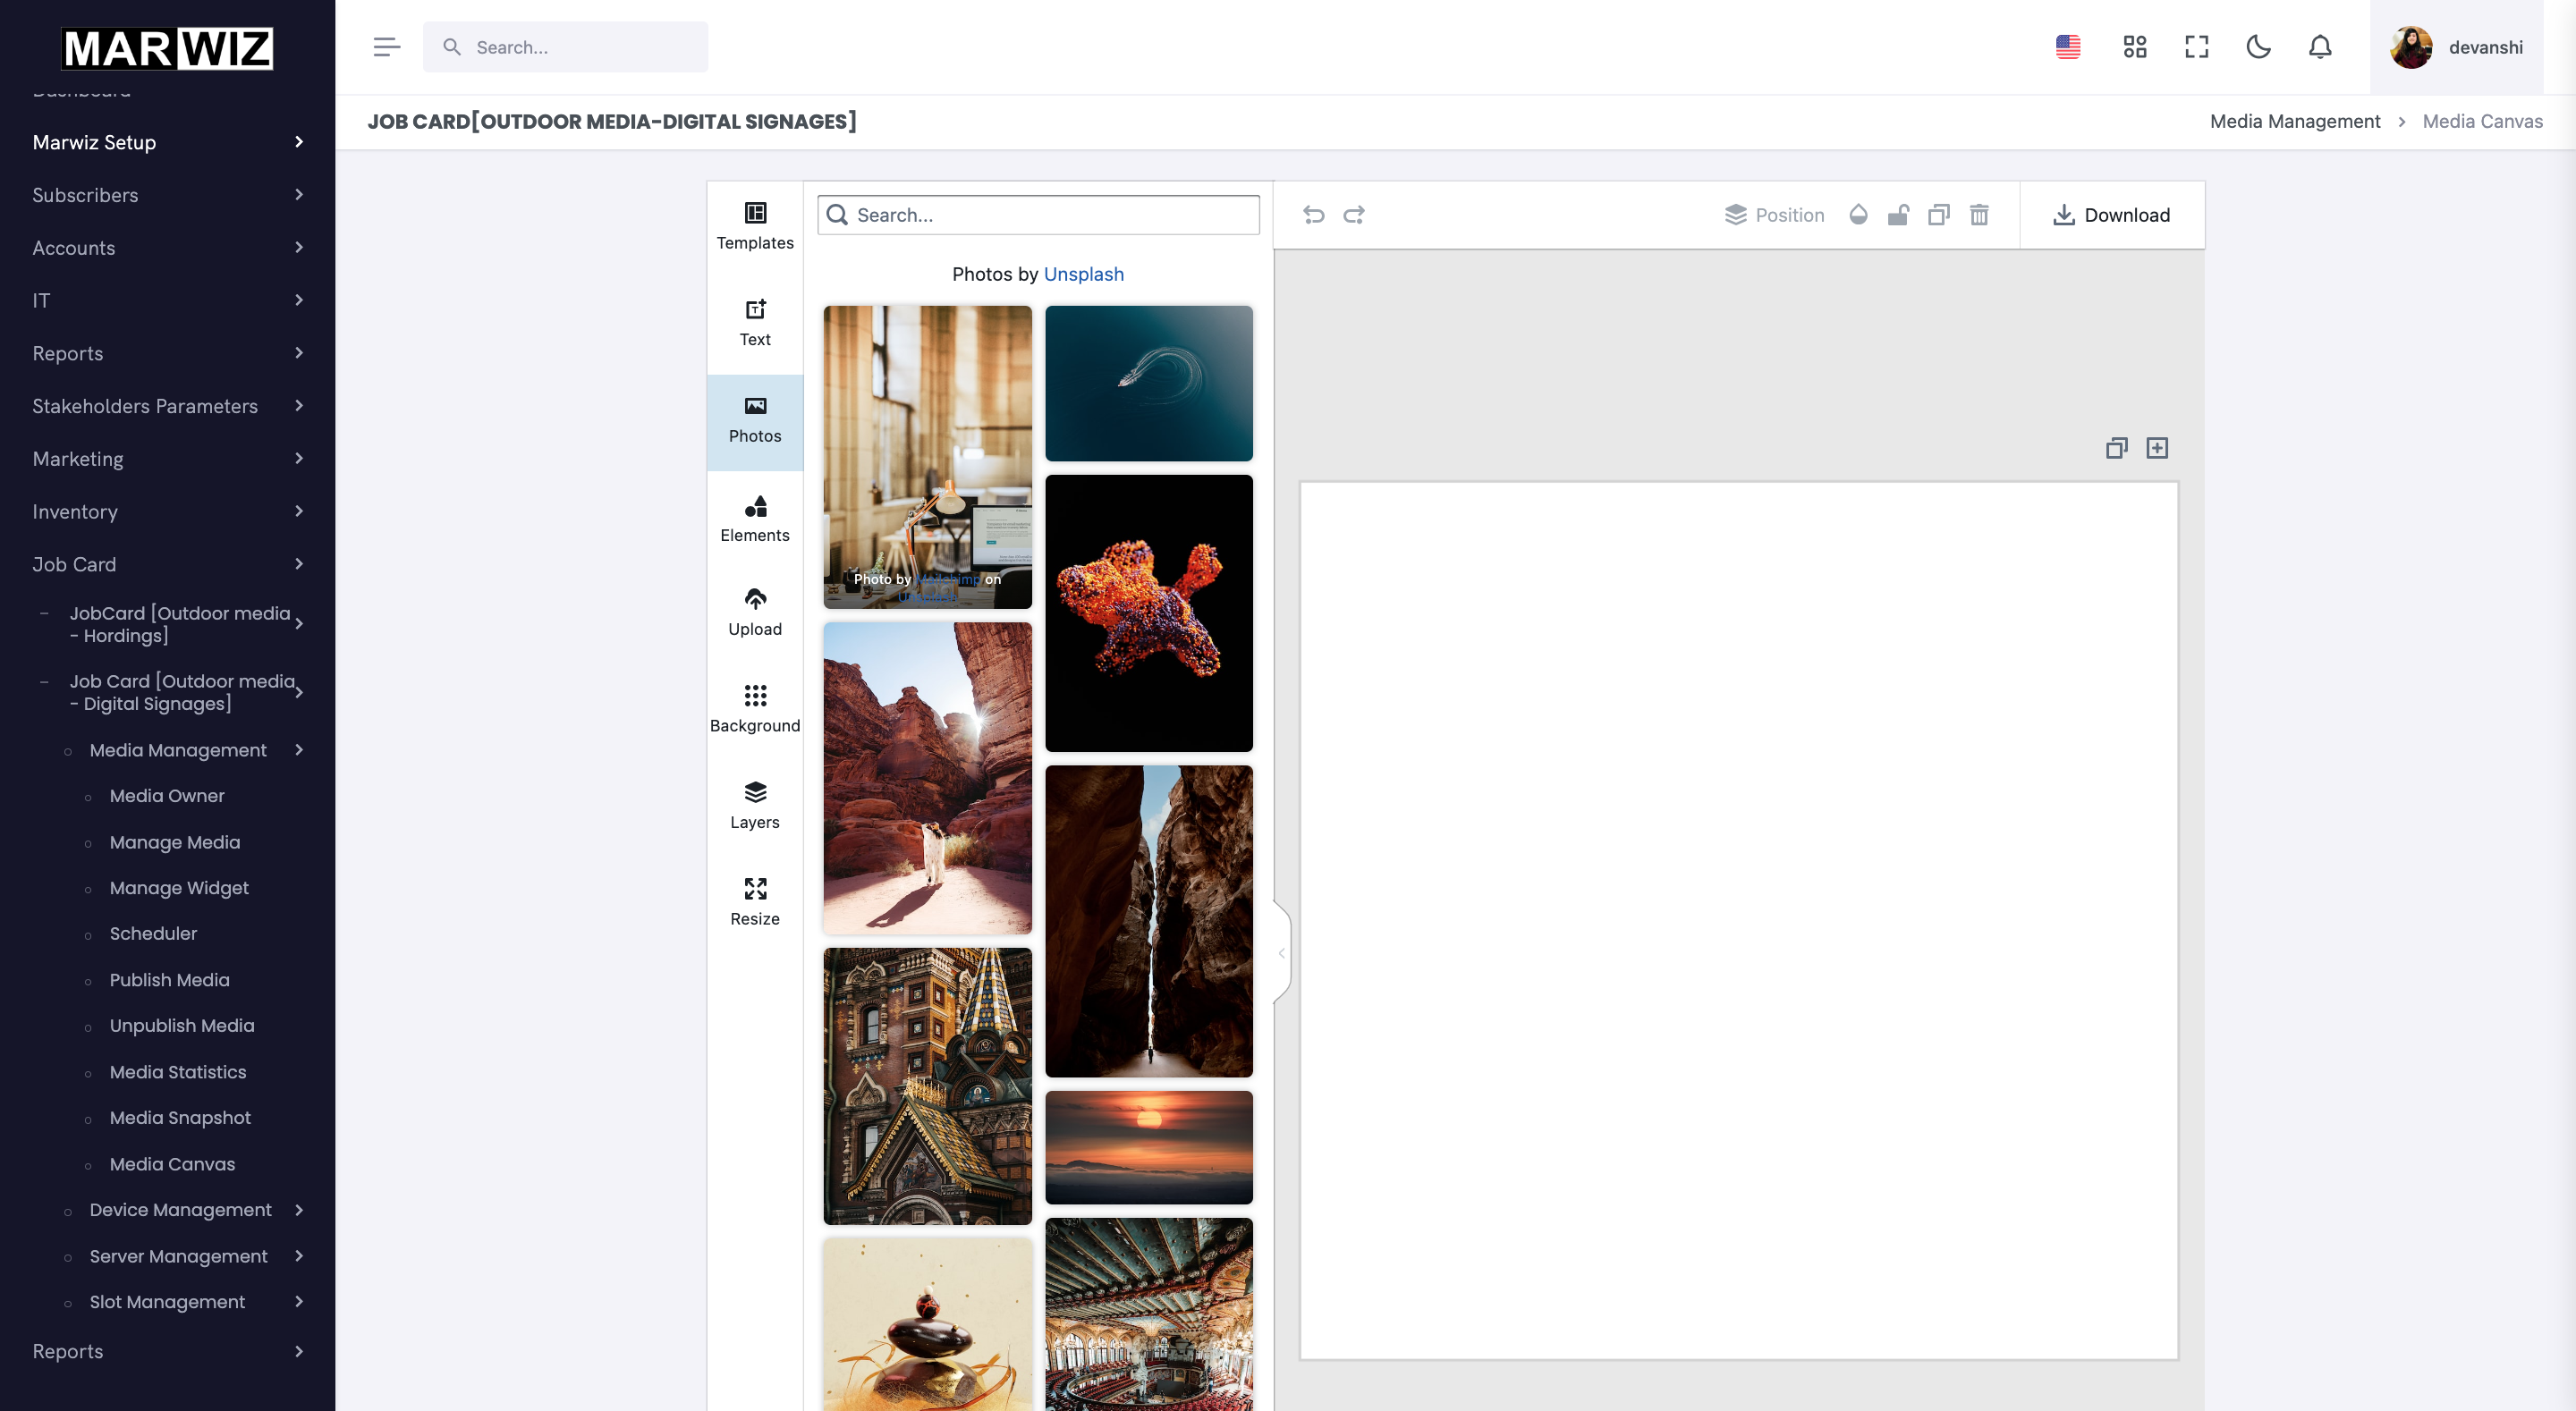 MARWIZ
Dashboard
Marwiz Setup
Subscribers
Accounts
IT
Reports
Stakeholders Parameters
Marketing
Inventory
Job Card
JobCard [Outdoor media
- Hordings]
Job Card [Outdoor media
- Digital Signages]
Media Management
Media Owner
Manage Media
Manage Widget
Scheduler
Publish Media
Unpublish Media
Media Statistics
Media Snapshot
Media Canvas
Device Management
Server Management
Slot Management
Reports
Search...
devanshi
JOB CARD[OUTDOOR MEDIA-DIGITAL SIGNAGES]
Media Management > Media Canvas
Templates
Text
Photos
Elements
Upload
Background
Layers
Resize
Search...
Photos by Unsplash
Photo by Mailchimp on
Unsplash
Position
Download